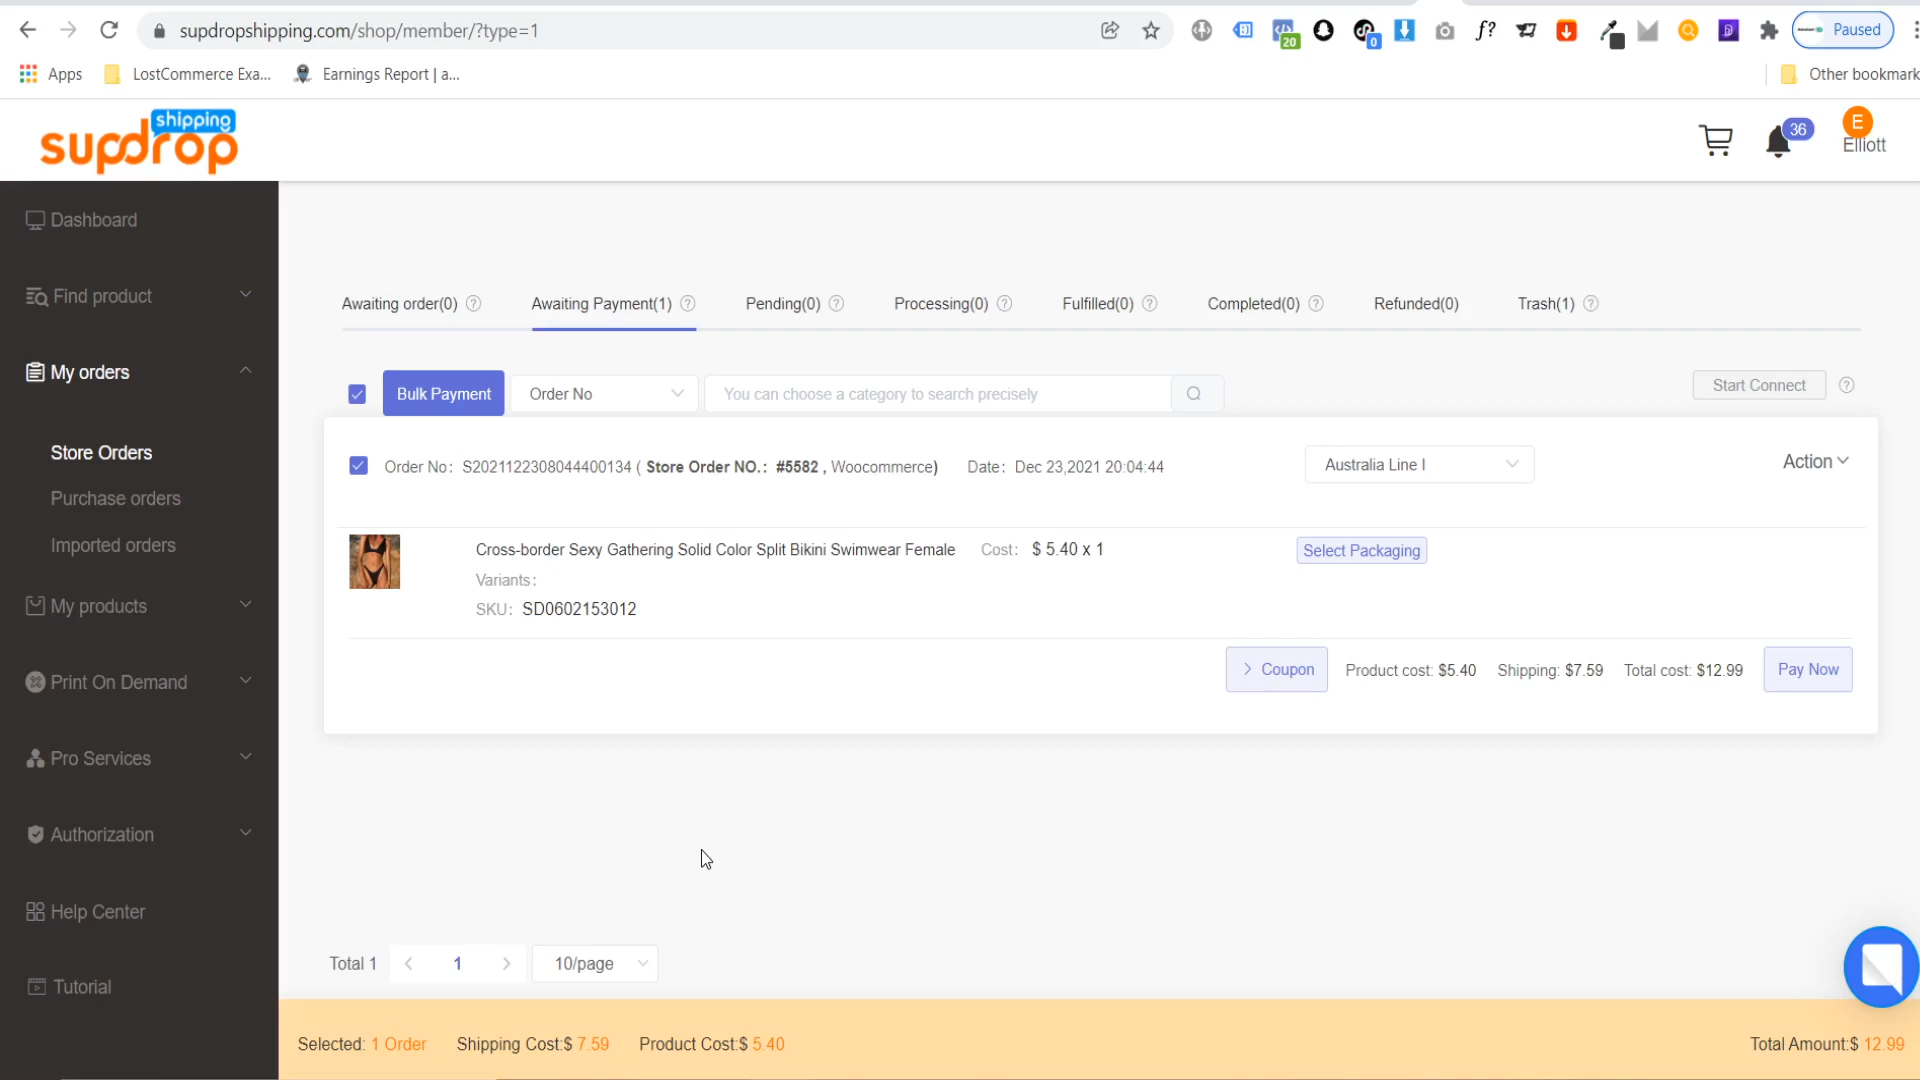 supdropshipping.com/shop/member/?type=1
20
0
f?
Paused
Apps
LostCommerce Exa...
Earnings Report | a...
Other bookmark
supdrop shipping
36
E
Elliott
Dashboard
Find product
My orders
Store Orders
Purchase orders
Imported orders
My products
Print On Demand
Pro Services
Authorization
Help Center
Tutorial
Awaiting order(0) ? Awaiting Payment(1) ? Pending(0) ? Processing(0) ? Fulfilled(0) ? Completed(0) ? Refunded(0) Trash(1) ?
Bulk Payment Order No You can choose a category to search precisely Start Connect ?
Order No: S2021122308044400134 ( Store Order NO.: #5582 , Woocommerce) Date: Dec 23,2021 20:04:44 Australia Line I Action
Cross-border Sexy Gathering Solid Color Split Bikini Swimwear Female Cost: $ 5.40 x 1 Select Packaging
Variants:
SKU: SD0602153012
Coupon Product cost: $5.40 Shipping: $7.59 Total cost: $12.99 Pay Now
Total 1 1 10/page
Selected: 1 Order Shipping Cost:$ 7.59 Product Cost:$ 5.40 Total Amount:$ 12.99